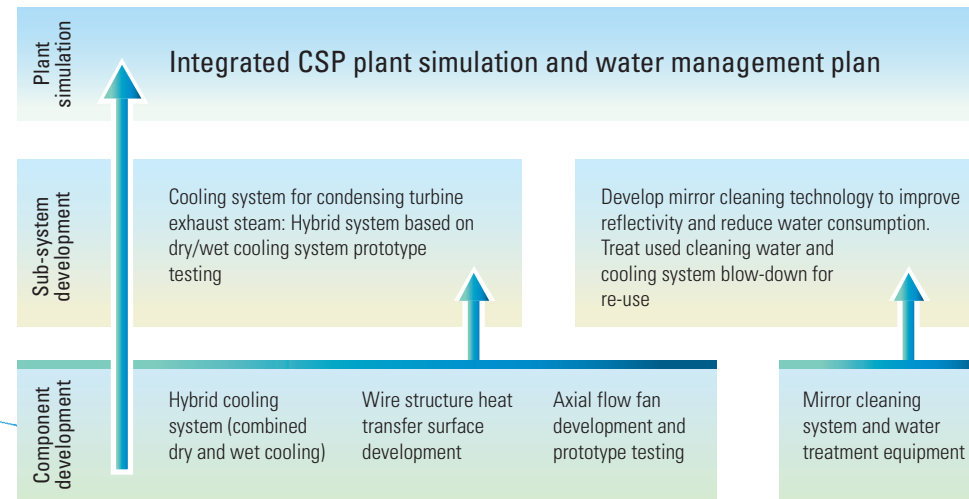 Plant
simulation
Integrated CSP plant simulation and water management plan
Sub-system
development
Cooling system for condensing turbine
exhaust steam: Hybrid system based on
dry/wet cooling system prototype
testing
Develop mirror cleaning technology to improve
reflectivity and reduce water consumption.
Treat used cleaning water and
cooling system blow-down for
re-use
Component
development
Hybrid cooling
system (combined
dry and wet cooling)
Wire structure heat
transfer surface
development
Axial flow fan
development and
prototype testing
Mirror cleaning
system and water
treatment equipment